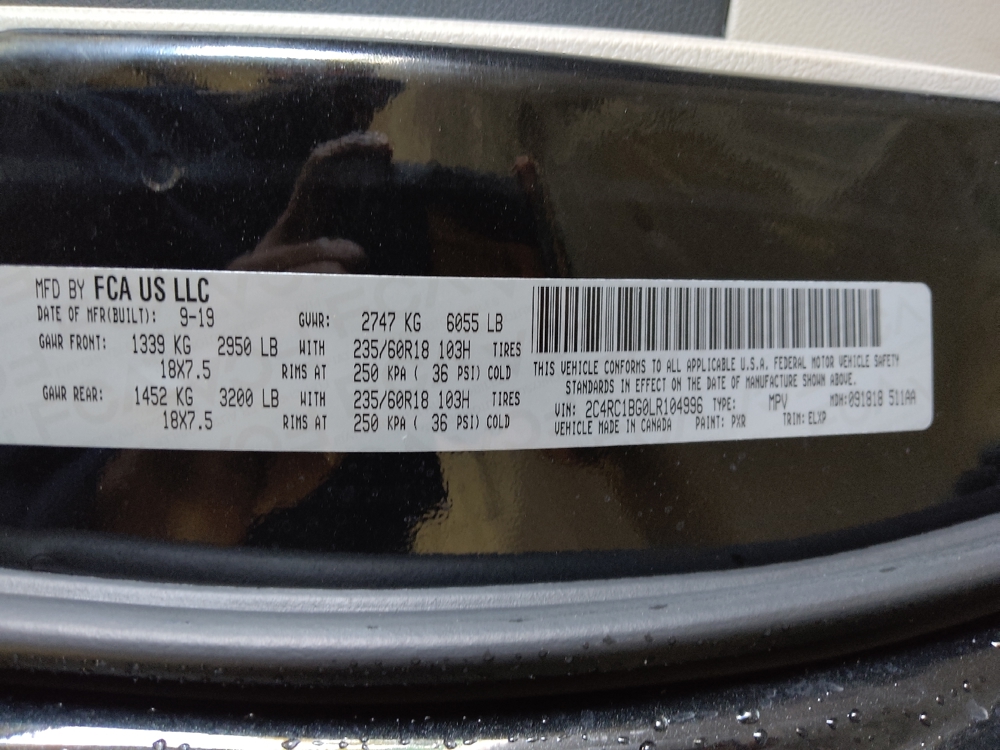 MFD BY FCA US LLC
DATE OF MFR(BUILT): 9-19 GVWR: 2747 KG 6055 LB
GAWR FRONT: 1339 KG 2950 LB WITH 235/60R18 103H TIRES
18X7.5 RIMS AT 250 KPA ( 36 PSI) COLD
GAWR REAR: 1452 KG 3200 LB WITH 235/60R18 103H TIRES
18X7.5 RIMS AT 250 KPA ( 36 PSI) COLD
THIS VEHICLE CONFORMS TO ALL APPLICABLE U.S.A. FEDERAL MOTOR VEHICLE SAFETY
STANDARDS IN EFFECT ON THE DATE OF MANUFACTURE SHOWN ABOVE.
VIN: 2C4RC1BG0LR104996 TYPE: MPV MDH:091818 511AA
VEHICLE MADE IN CANADA PAINT: PXR TRIM: ELXP